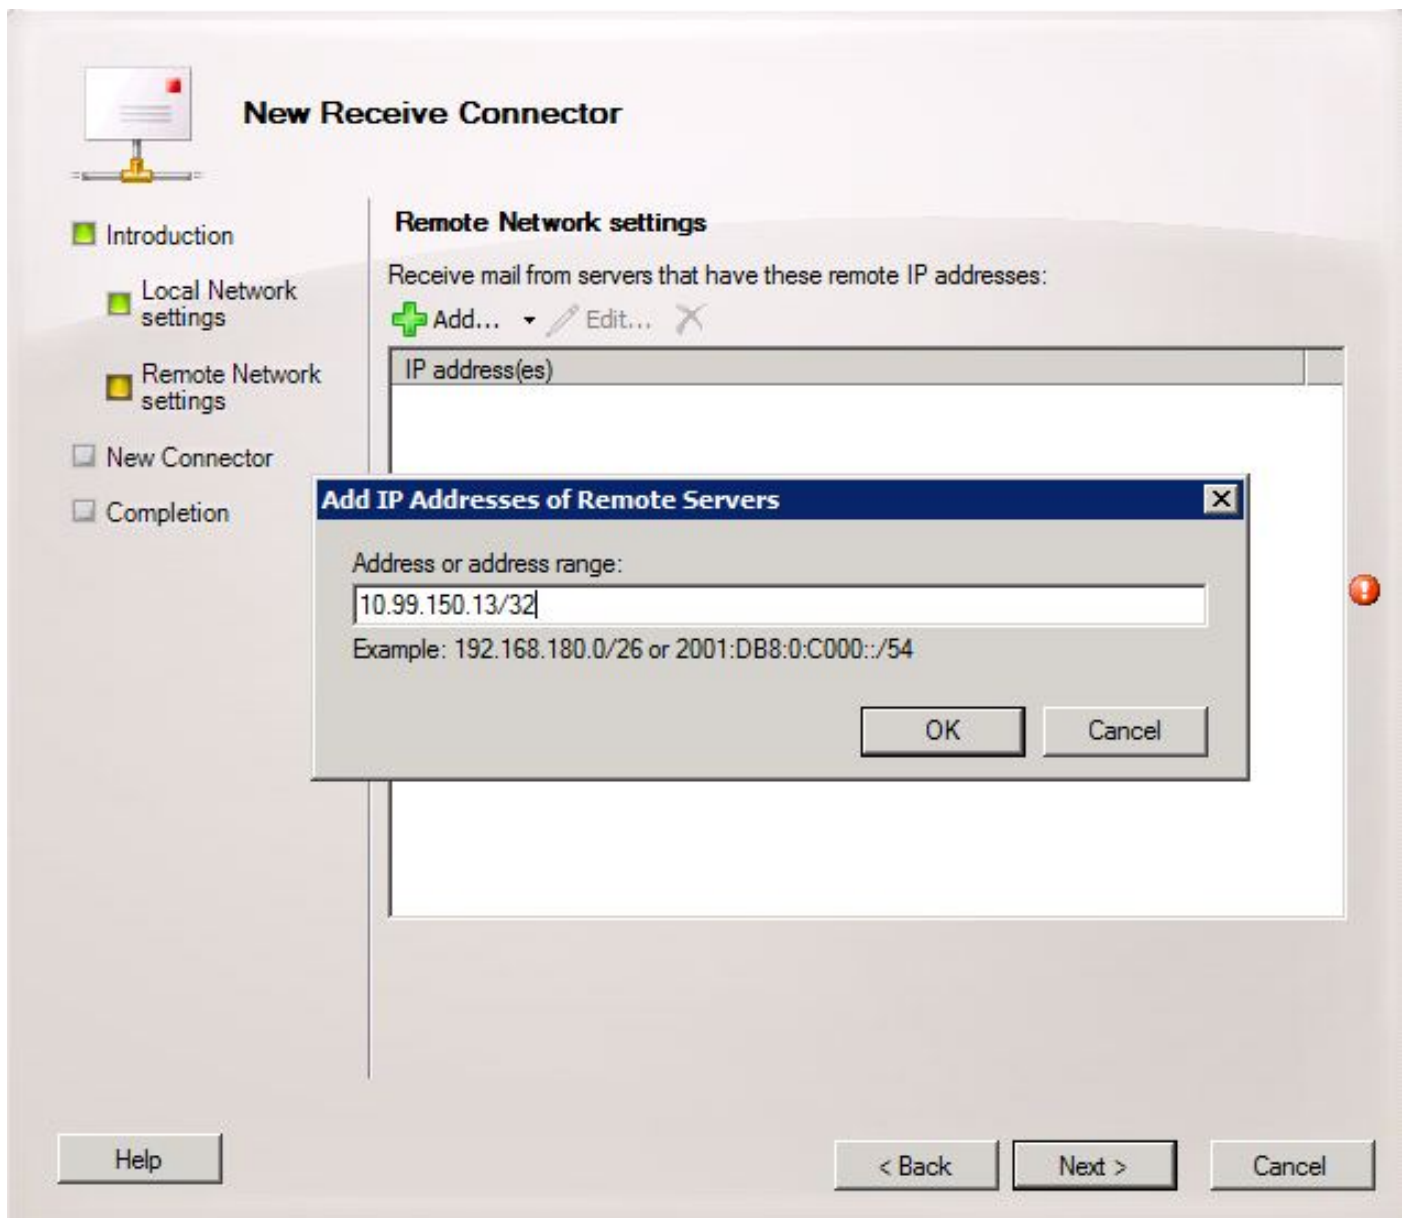 New Receive Connector
Introduction
Local Network
settings
Remote Network
settings
New Connector
Completion
Remote Network settings
Receive mail from servers that have these remote IP addresses:
Add... Edit...
IP address(es)
Add IP Addresses of Remote Servers
Address or address range:
10.99.150.13/32
Example: 192.168.180.0/26 or 2001:DB8:0:C000::/54
OK Cancel
Help < Back Next > Cancel